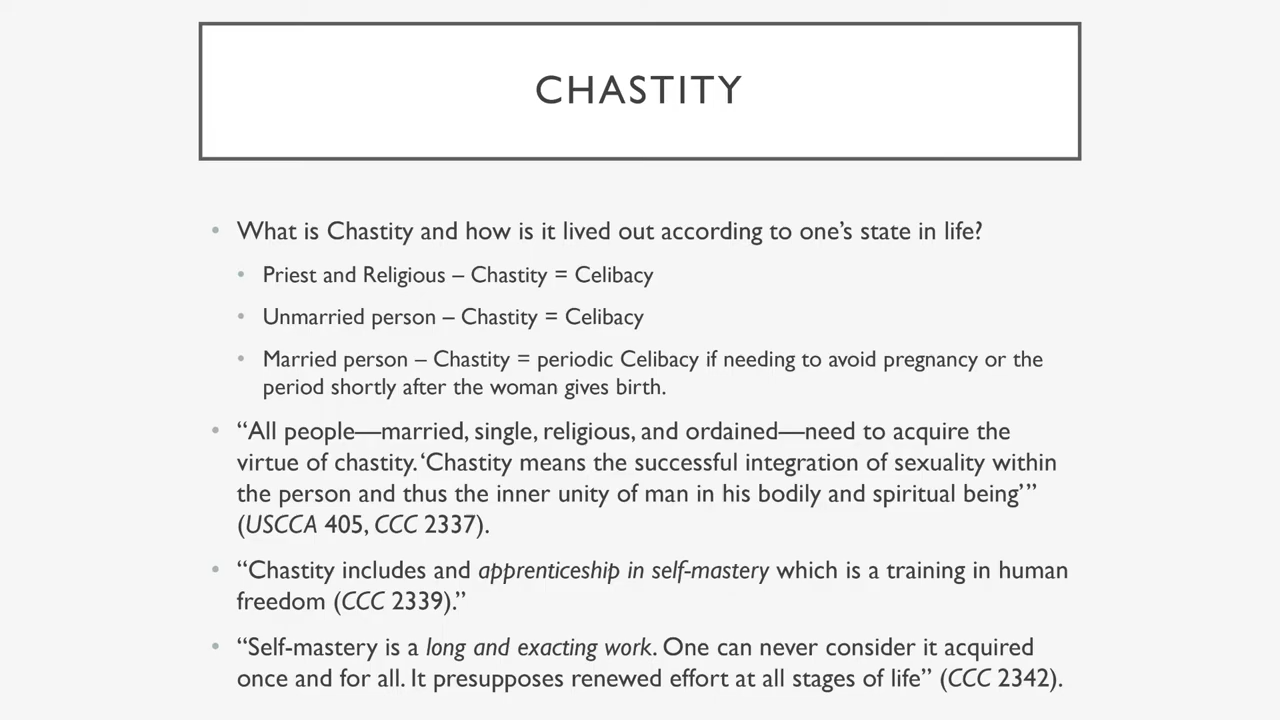 CHASTITY
• What is Chastity and how is it lived out according to one’s state in life?
• Priest and Religious – Chastity = Celibacy
• Unmarried person – Chastity = Celibacy
• Married person – Chastity = periodic Celibacy if needing to avoid pregnancy or the
period shortly after the woman gives birth.
• “All people—married, single, religious, and ordained—need to acquire the
virtue of chastity. ‘Chastity means the successful integration of sexuality within
the person and thus the inner unity of man in his bodily and spiritual being’”
(USCCA 405, CCC 2337).
• “Chastity includes and apprenticeship in self-mastery which is a training in human
freedom (CCC 2339).”
• “Self-mastery is a long and exacting work. One can never consider it acquired
once and for all. It presupposes renewed effort at all stages of life” (CCC 2342).